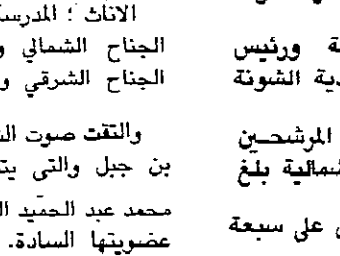 ة ورئيس
دية الشونة
المرشحين
شمالية بلغ
على سبعة
الاناث : المدرسة
الجناح الشمالي و
الجناح الشرقي و
والتقت صوت ال
بن جبل والتي يت
محمد عبد الحميد ال
عضويتها السادة.